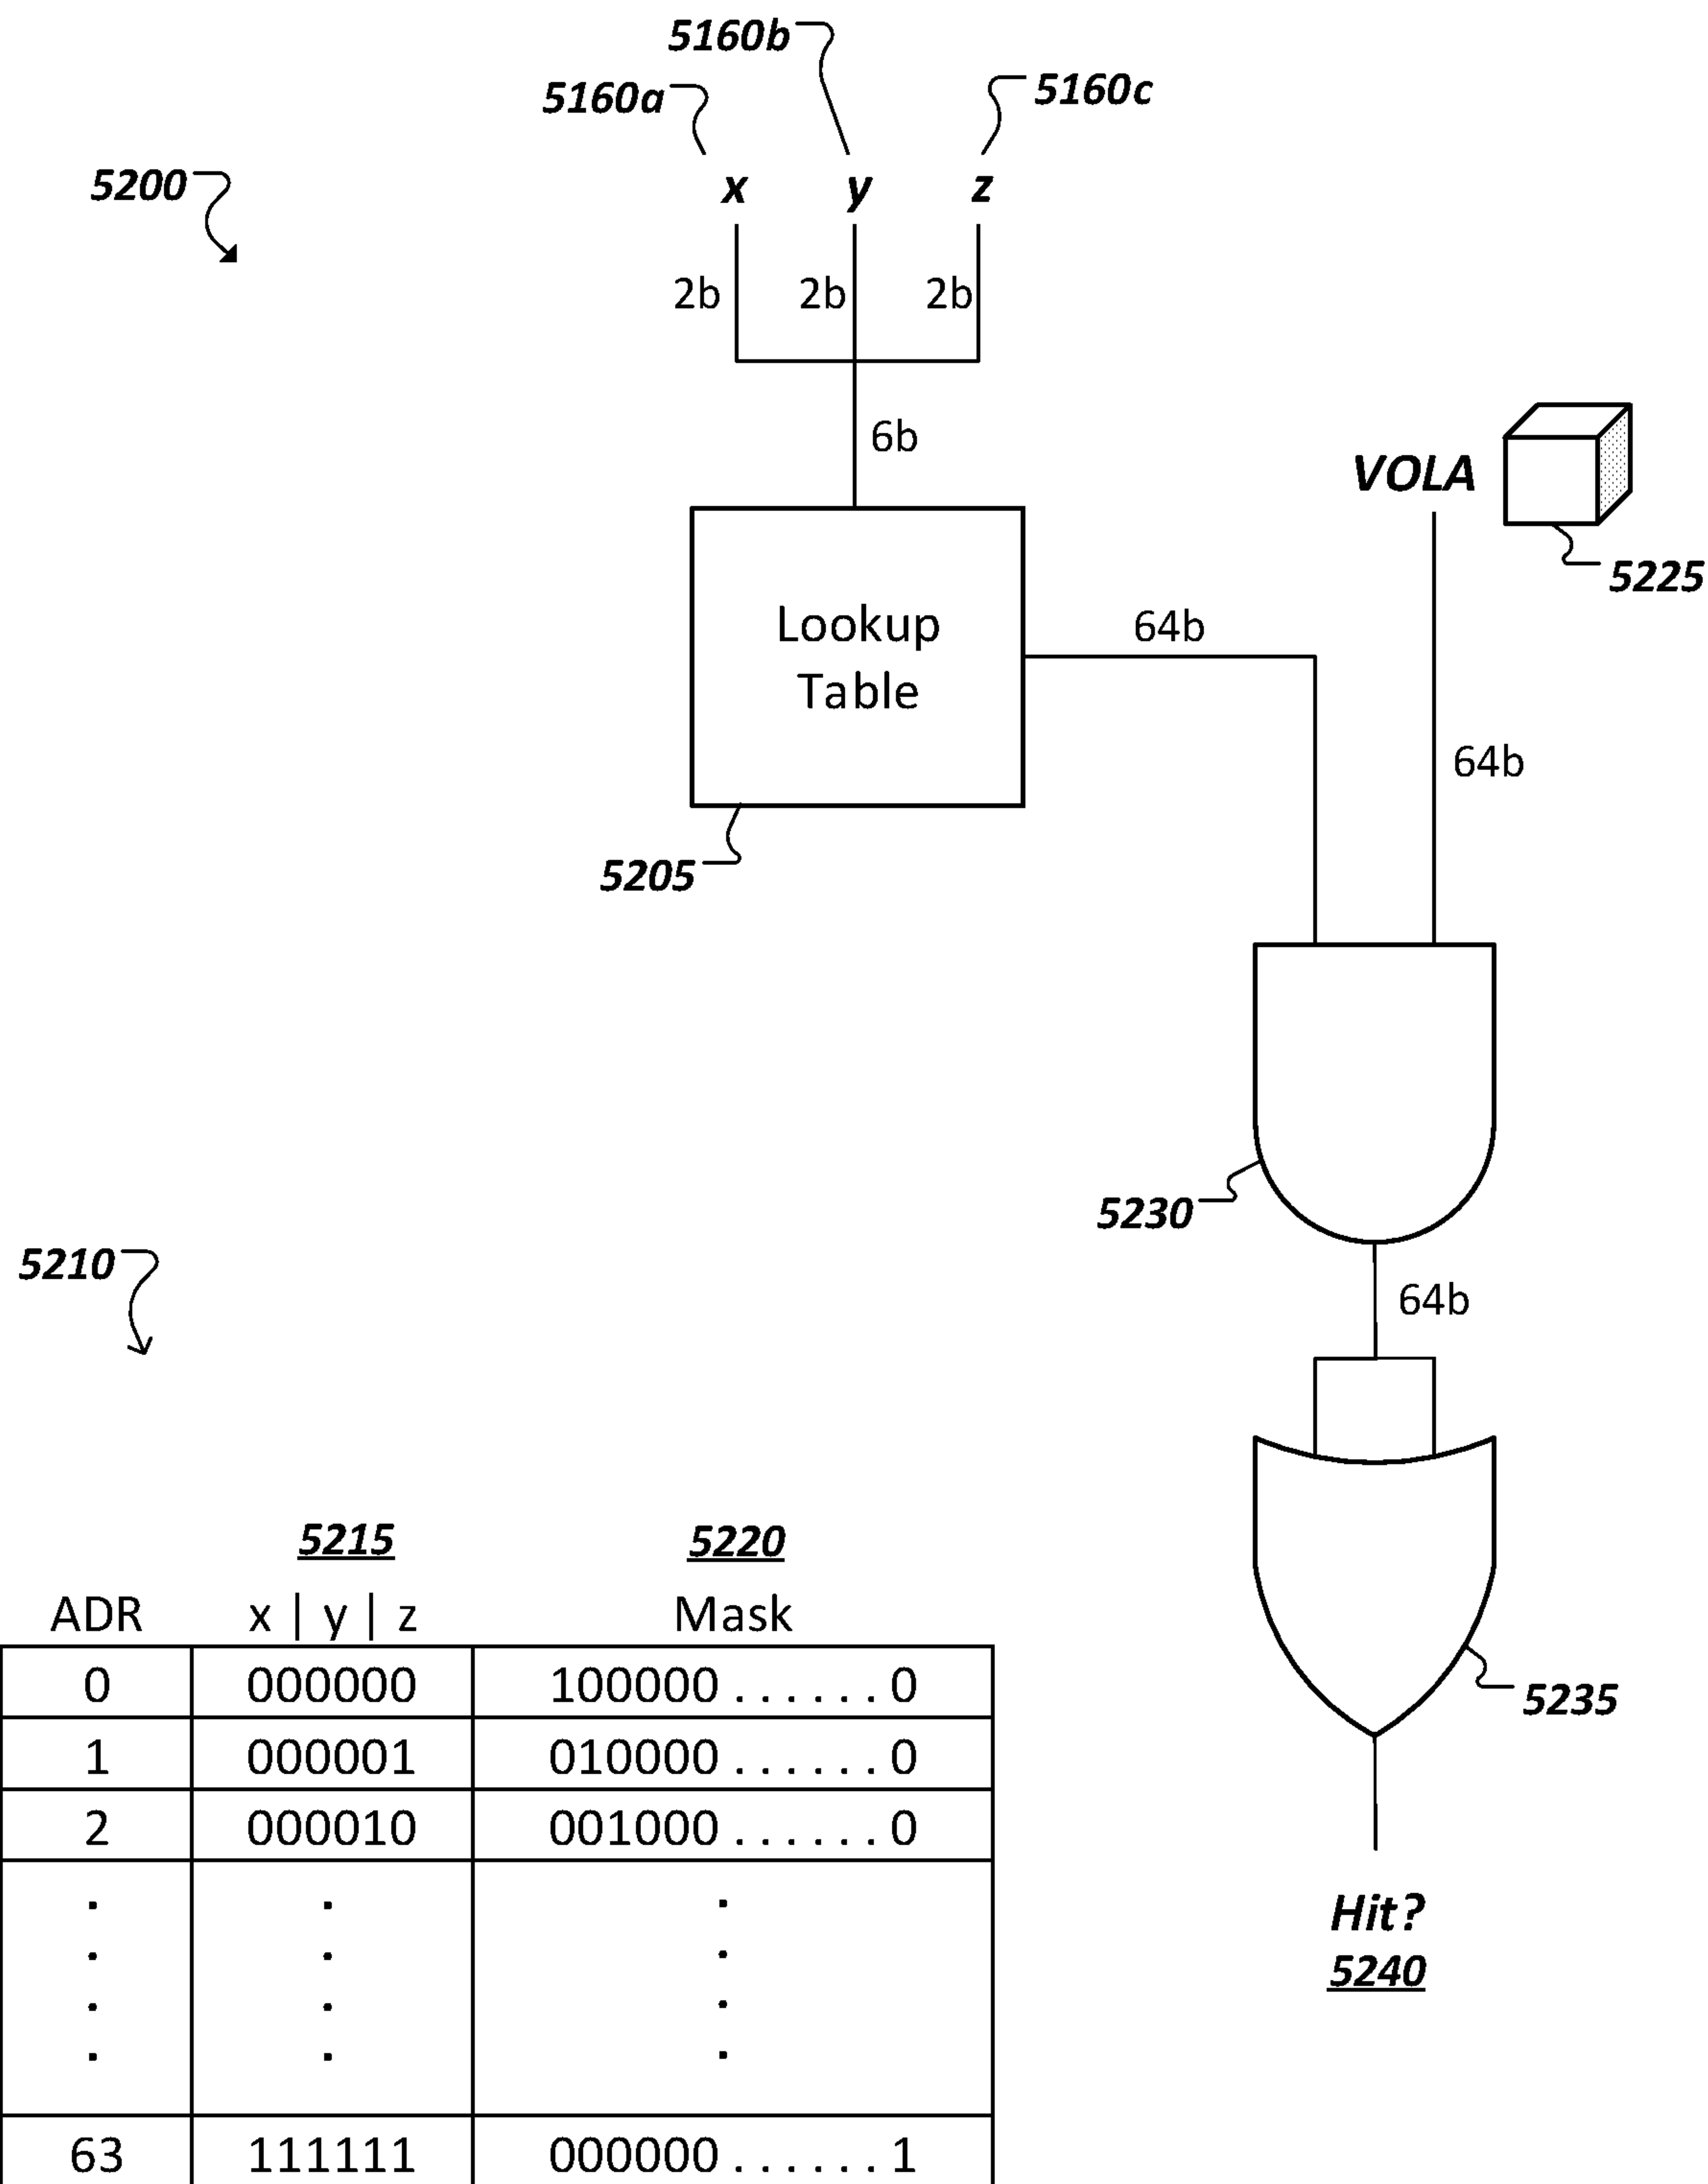 5160b
5160a
5160c
5200
x y z
2b 2b 2b
6b
VOLA
5225
Lookup
Table
64b
64b
5205
5230
5210
64b
5215 5220
ADR x | y | z Mask
0 000000 100000 . . . . . . 0
1 000001 010000 . . . . . . 0
2 000010 001000 . . . . . . 0
. . .
. . .
. . .
. . .
63 111111 000000 . . . . . . 1
5235
Hit?
5240